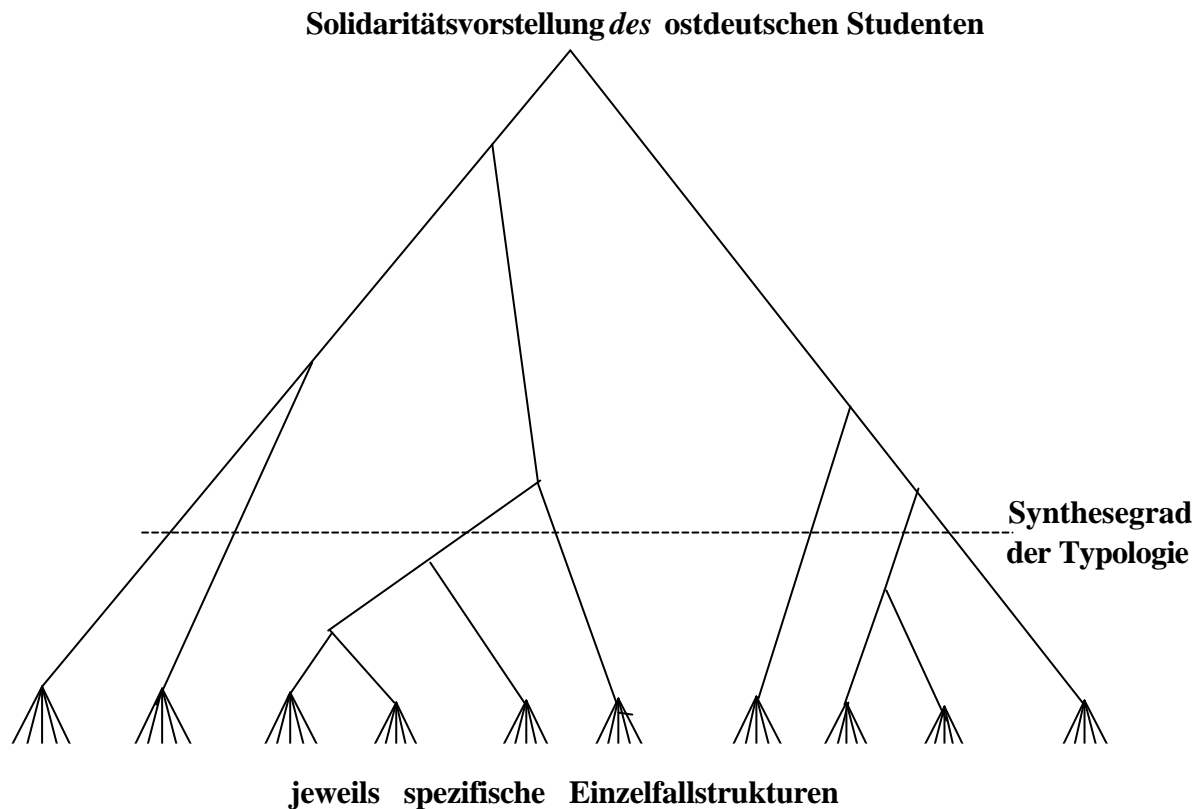 Solidaritätsvorstellung des ostdeutschen Studenten
Synthesegrad
der Typologie
jeweils spezifische Einzelfallstrukturen